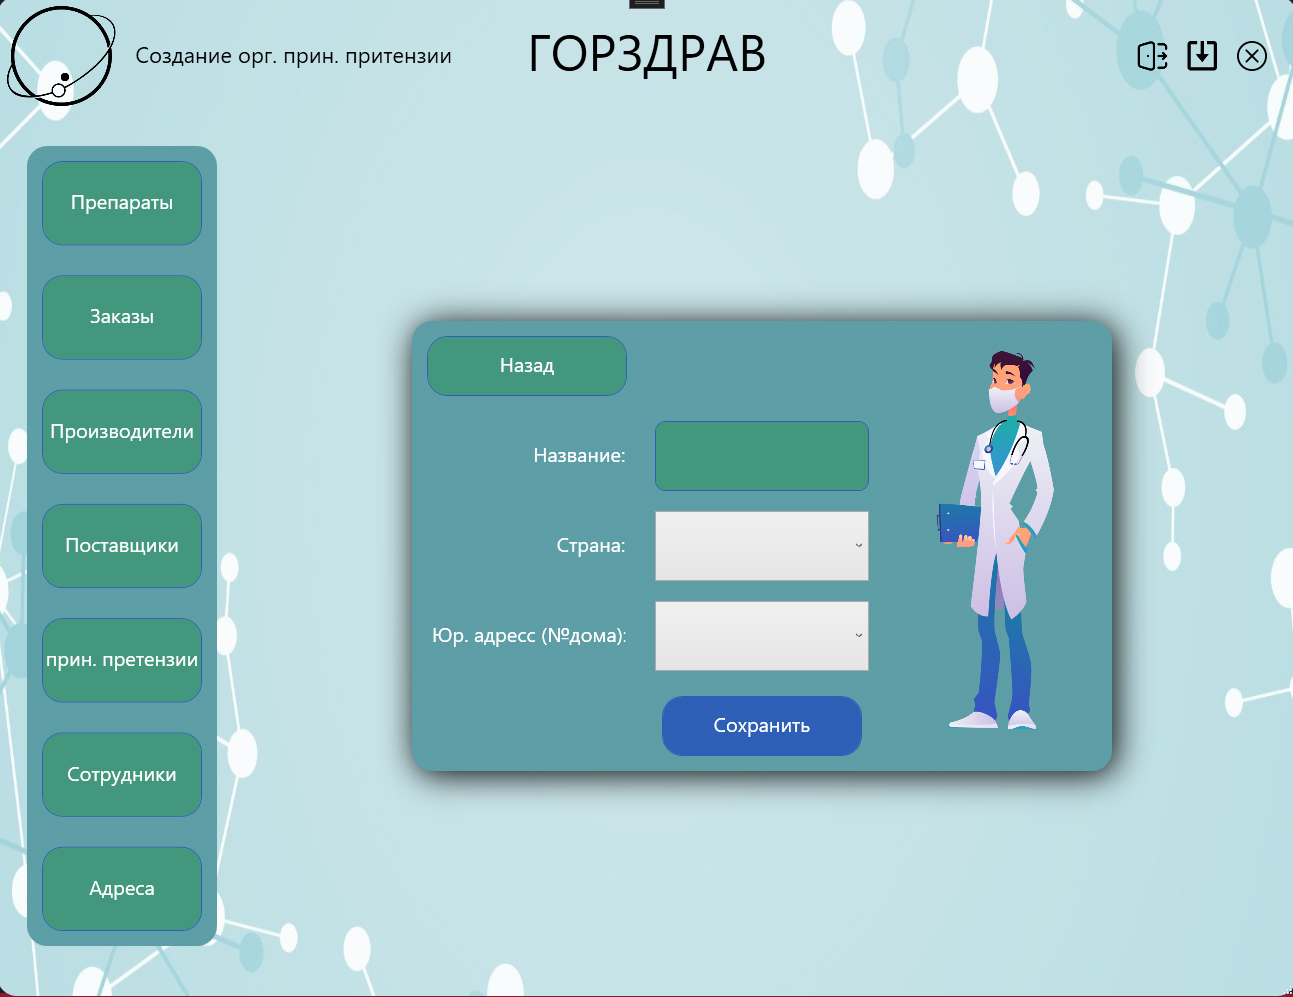 Создание орг. прин. притензии
ГОРЗДРАВ
Препараты
Заказы
Производители
Поставщики
прин. претензии
Сотрудники
Адреса
Назад
Название:
Страна:
Юр. адресс (№дома):
Сохранить